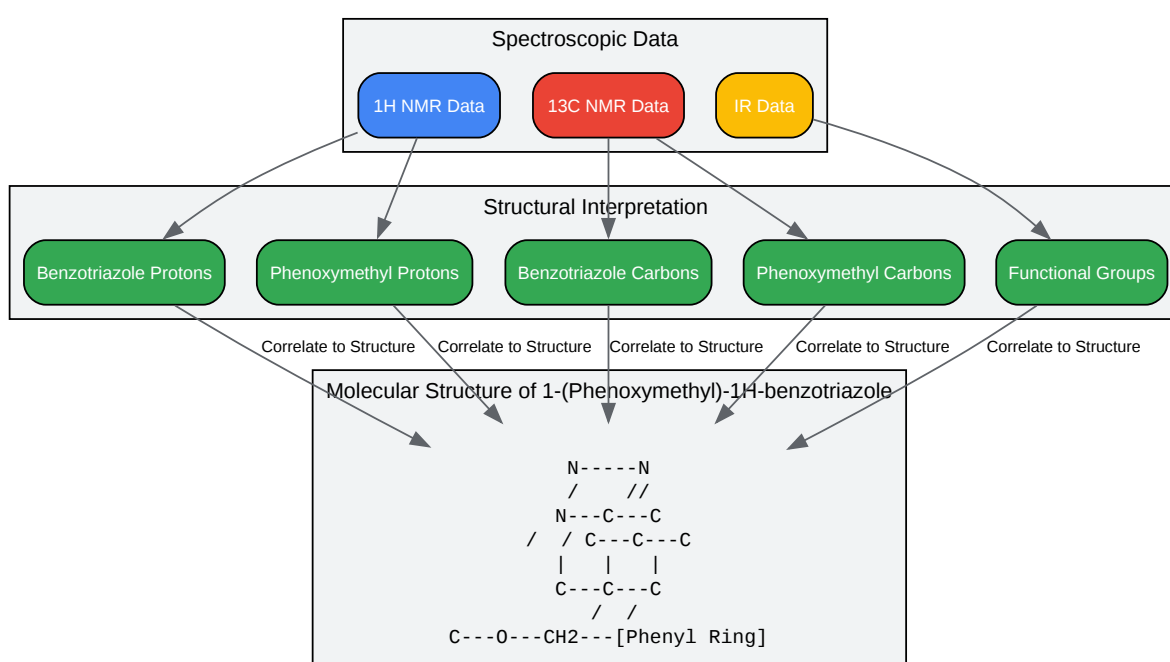 Spectroscopic Data
1H NMR Data
13C NMR Data
IR Data
Structural Interpretation
Benzotriazole Protons
Phenoxymethyl Protons
Benzotriazole Carbons
Phenoxymethyl Carbons
Functional Groups
Correlate to Structure
Correlate to Structure
Correlate to Structure
Correlate to Structure
Correlate to Structure
Molecular Structure of 1-(Phenoxymethyl)-1H-benzotriazole
N-----N
/    //
N---C---C
/  / C---C---C
|   |   |
C---C---C
/  /
C---O---CH2---[Phenyl Ring]